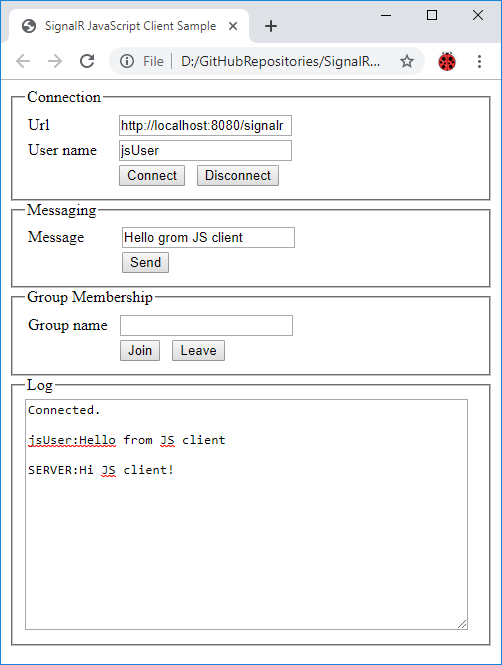 SignalR JavaScript Client Sample
File | D:/GitHubRepositories/SignalR...
Connection
Url http://localhost:8080/signalr
User name jsUser
Connect Disconnect
Messaging
Message Hello grom JS client
Send
Group Membership
Group name
Join Leave
Log
Connected.
jsUser:Hello from JS client
SERVER:Hi JS client!